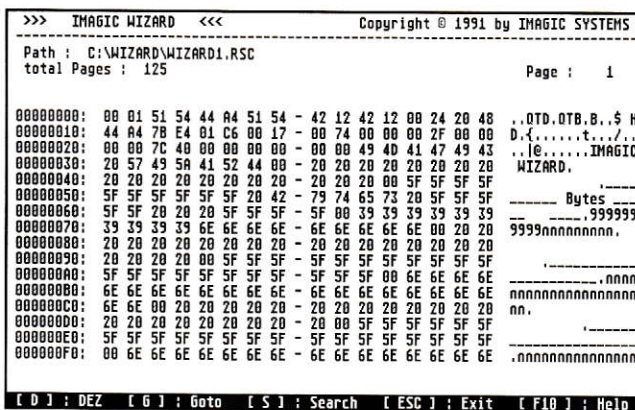 >>> IMAGIC WIZARD <<< Copyright © 1991 by IMAGIC SYSTEMS
Path : C:\WIZARD\WIZARD1.RSC
total Pages : 125 Page : 1
00000000: 00 01 51 54 44 A4 51 54 - 42 12 42 12 00 24 20 48 ..QTD.QTB.B..$ H
00000010: 44 A4 7B E4 01 C6 00 17 - 00 74 00 00 00 2F 00 00 D.{......t.../..
00000020: 00 00 7C 40 00 00 00 00 - 00 00 49 4D 41 47 49 43 ..|@......IMAGIC
00000030: 20 57 49 5A 41 52 44 00 - 20 20 20 20 20 20 20 20 WIZARD.
00000040: 20 20 20 20 20 20 20 20 - 20 20 20 00 5F 5F 5F 5F .____
00000050: 5F 5F 5F 5F 5F 5F 20 42 - 79 74 65 73 20 5F 5F 5F ______ Bytes ___
00000060: 5F 5F 20 20 20 5F 5F 5F - 5F 00 39 39 39 39 39 39 __ ____.999999
00000070: 39 39 39 39 6E 6E 6E 6E - 6E 6E 6E 6E 6E 00 20 20 9999nnnnnnnnn.
00000080: 20 20 20 20 20 20 20 20 - 20 20 20 20 20 20 20 20
00000090: 20 20 20 20 00 5F 5F 5F - 5F 5F 5F 5F 5F 5F 5F 5F .___________
000000A0: 5F 5F 5F 5F 5F 5F 5F 5F - 5F 5F 5F 00 6E 6E 6E 6E ___________.nnnn
000000B0: 6E 6E 6E 6E 6E 6E 6E 6E - 6E 6E 6E 6E 6E 6E 6E 6E nnnnnnnnnnnnnnnn
000000C0: 6E 6E 00 20 20 20 20 20 - 20 20 20 20 20 20 20 20 nn.
000000D0: 20 20 20 20 20 20 20 20 - 20 00 5F 5F 5F 5F 5F 5F .______
000000E0: 5F 5F 5F 5F 5F 5F 5F 5F - 5F 5F 5F 5F 5F 5F 5F 5F ________________
000000F0: 00 6E 6E 6E 6E 6E 6E 6E - 6E 6E 6E 6E 6E 6E 6E 6E .nnnnnnnnnnnnnnn
[ D ] : DEZ [ G ] : Goto [ S ] : Search [ ESC ] : Exit [ F10 ] : Help